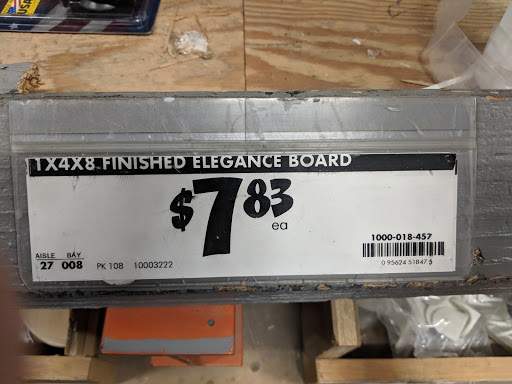 USA
1X4X8 FINISHED ELEGANCE BOARD
$7 83
ea
1000-018-457
AISLE BAY
27 008 PK 108 10003222
0 95624 51847 5